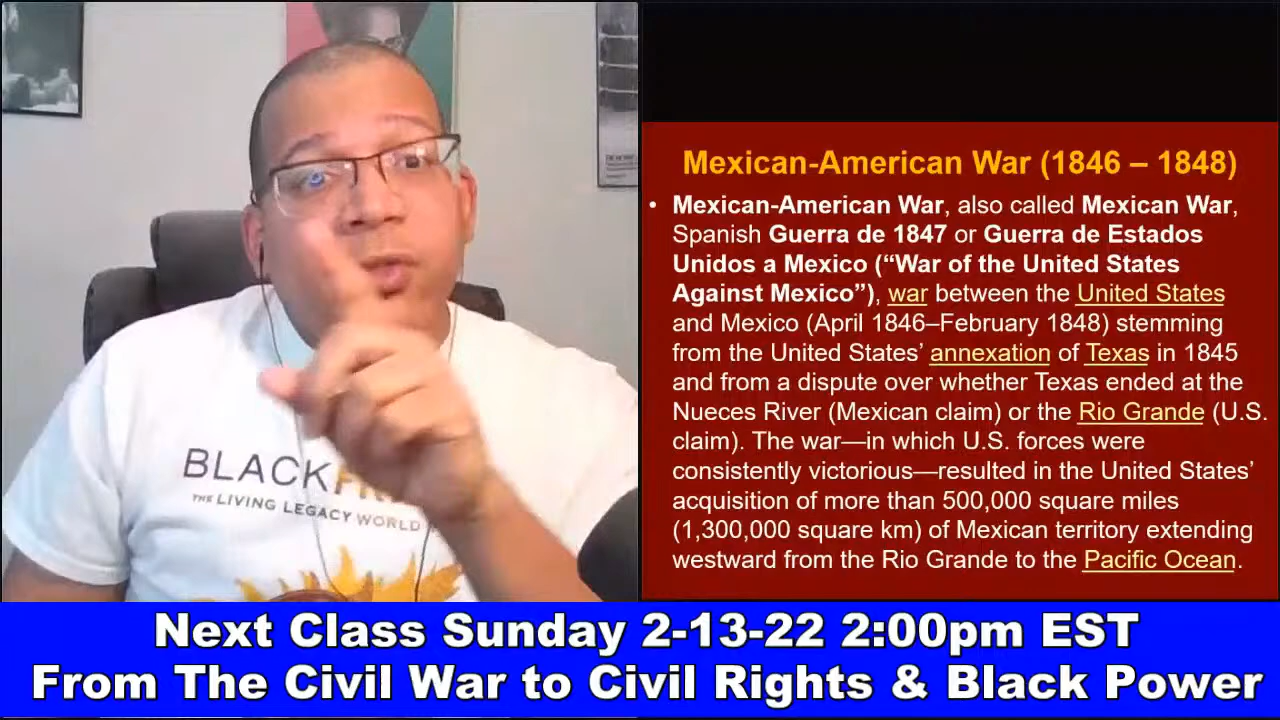 BLACK
THE LIVING LEGACY WORLD
Mexican-American War (1846 – 1848)
• Mexican-American War, also called Mexican War,
Spanish Guerra de 1847 or Guerra de Estados
Unidos a Mexico (“War of the United States
Against Mexico”), war between the United States
and Mexico (April 1846–February 1848) stemming
from the United States’ annexation of Texas in 1845
and from a dispute over whether Texas ended at the
Nueces River (Mexican claim) or the Rio Grande (U.S.
claim). The war—in which U.S. forces were
consistently victorious—resulted in the United States’
acquisition of more than 500,000 square miles
(1,300,000 square km) of Mexican territory extending
westward from the Rio Grande to the Pacific Ocean.
Next Class Sunday 2-13-22 2:00pm EST
From The Civil War to Civil Rights & Black Power